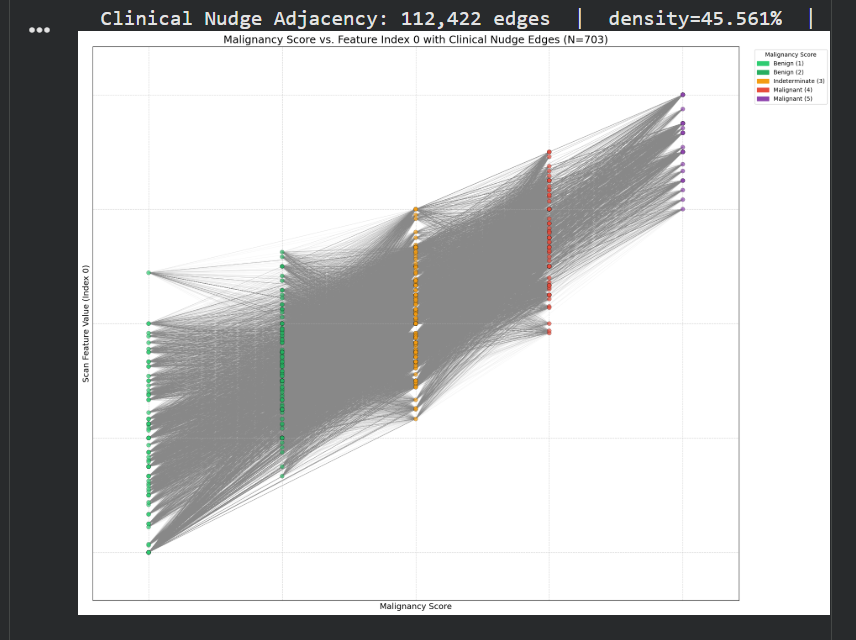 Clinical Nudge Adjacency: 112,422 edges | density=45.561% |
Malignancy Score vs. Feature Index 0 with Clinical Nudge Edges (N=703)
Malignancy Score
Benign (1)
Benign (2)
Indeterminate (3)
Malignant (4)
Malignant (5)
Scan Feature Value (Index 0)
Malignancy Score